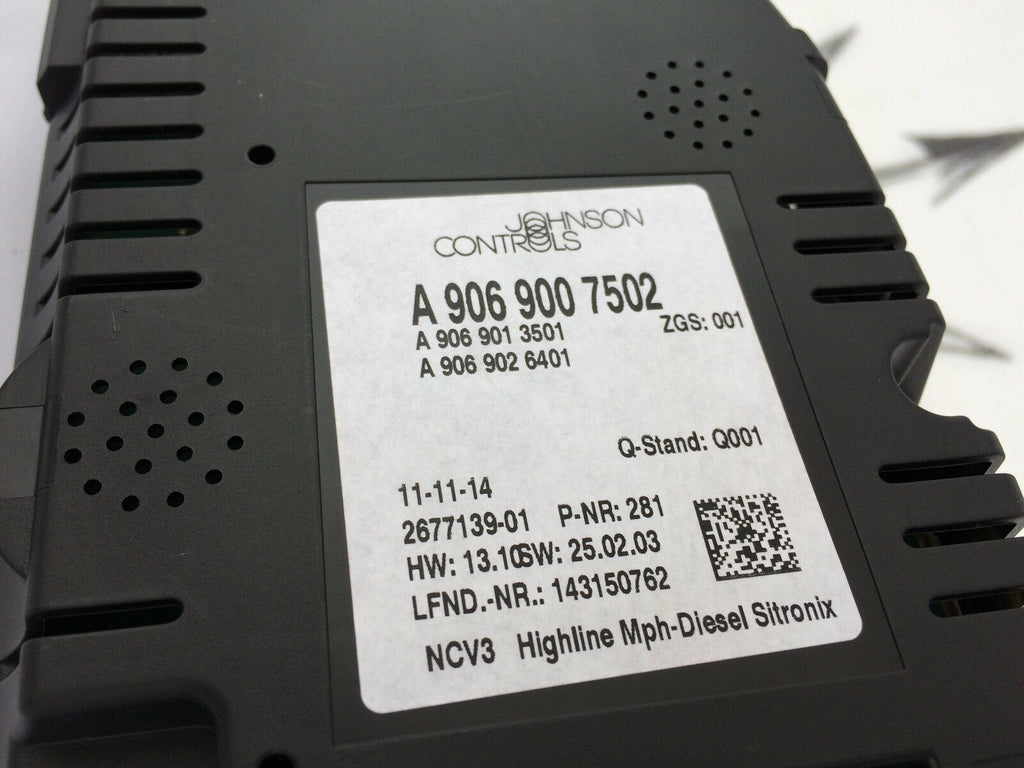 JOHNSON
CONTROLS
A 906 900 7502
A 906 901 3501 ZGS: 001
A 906 902 6401
Q-Stand: Q001
11-11-14
2677139-01 P-NR: 281
HW: 13.10SW: 25.02.03
LFND.-NR.: 143150762
NCV3 Highline Mph-Diesel Sitronix